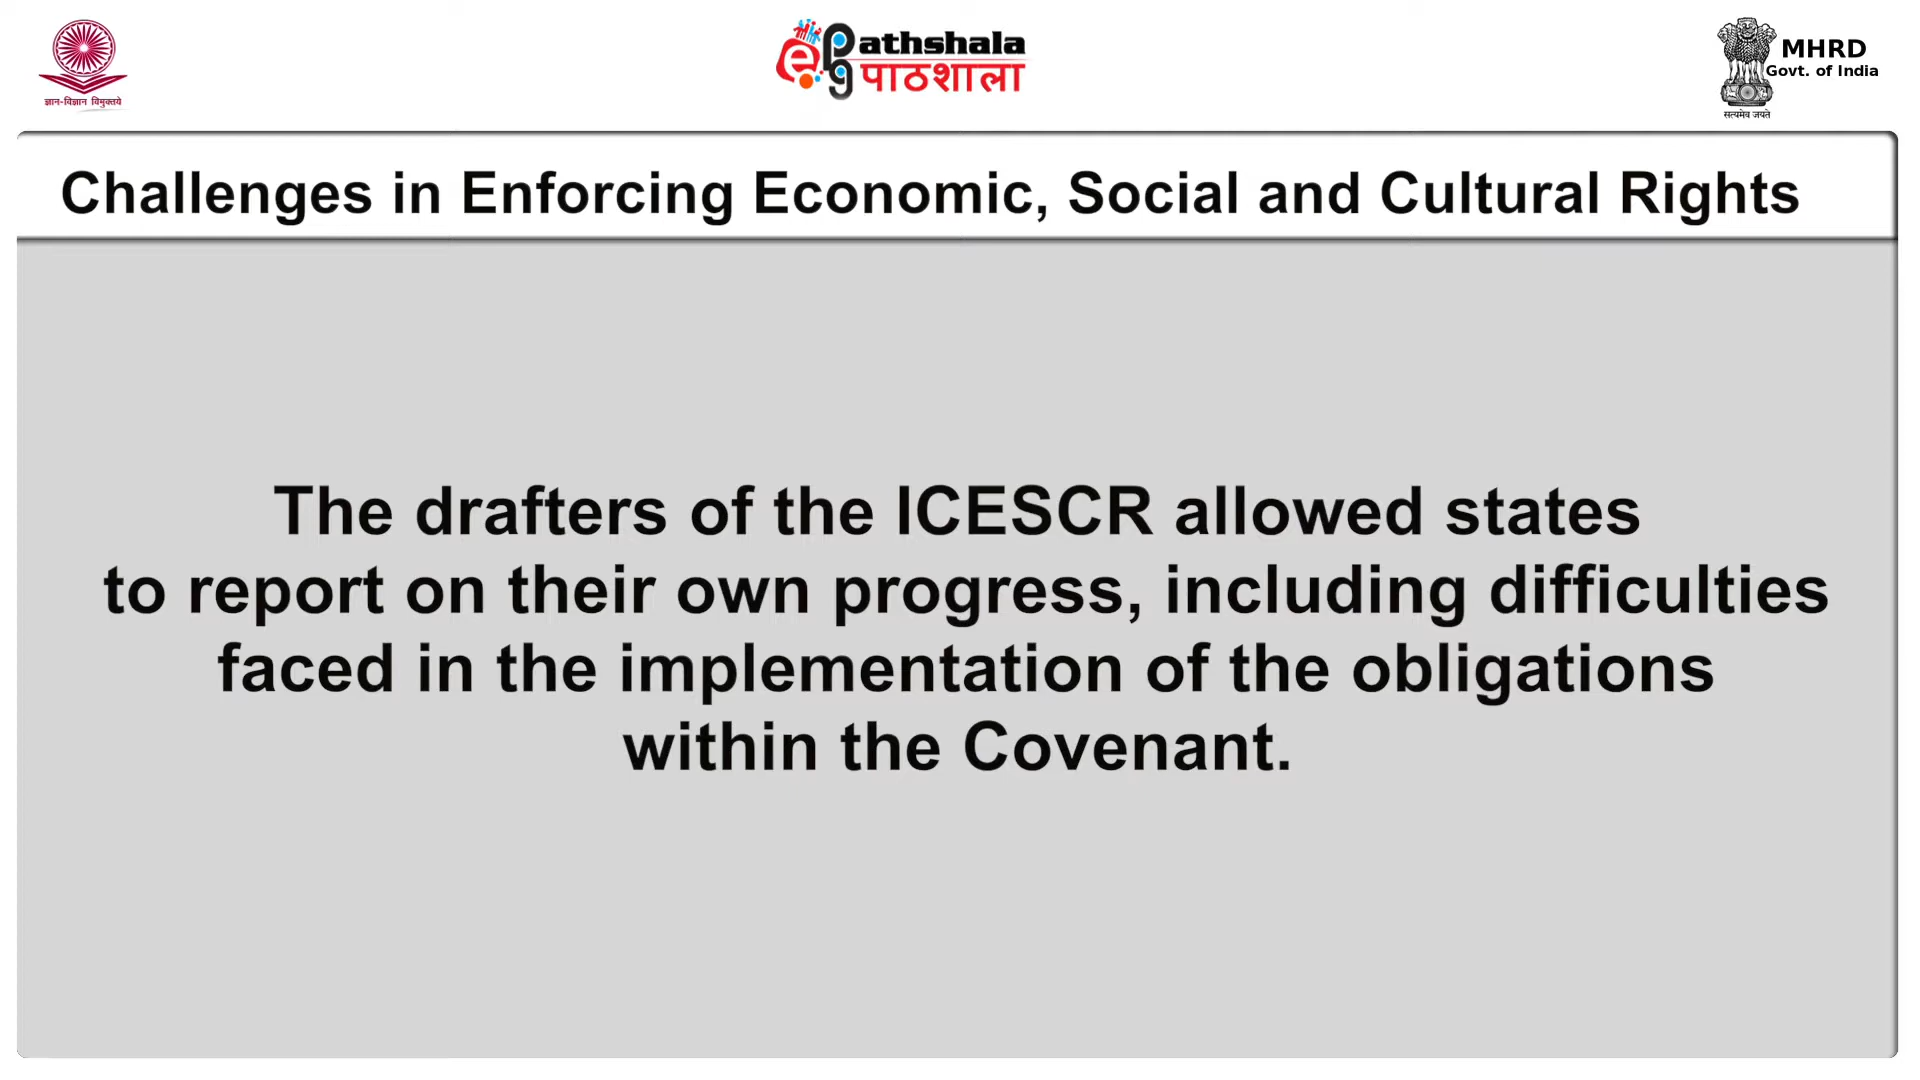 ज्ञान-विज्ञान विमुक्तये
ePG
athshala
पाठशाला
MHRD
Govt. of India
सत्यमेव जयते
Challenges in Enforcing Economic, Social and Cultural Rights
The drafters of the ICESCR allowed states
to report on their own progress, including difficulties
faced in the implementation of the obligations
within the Covenant.